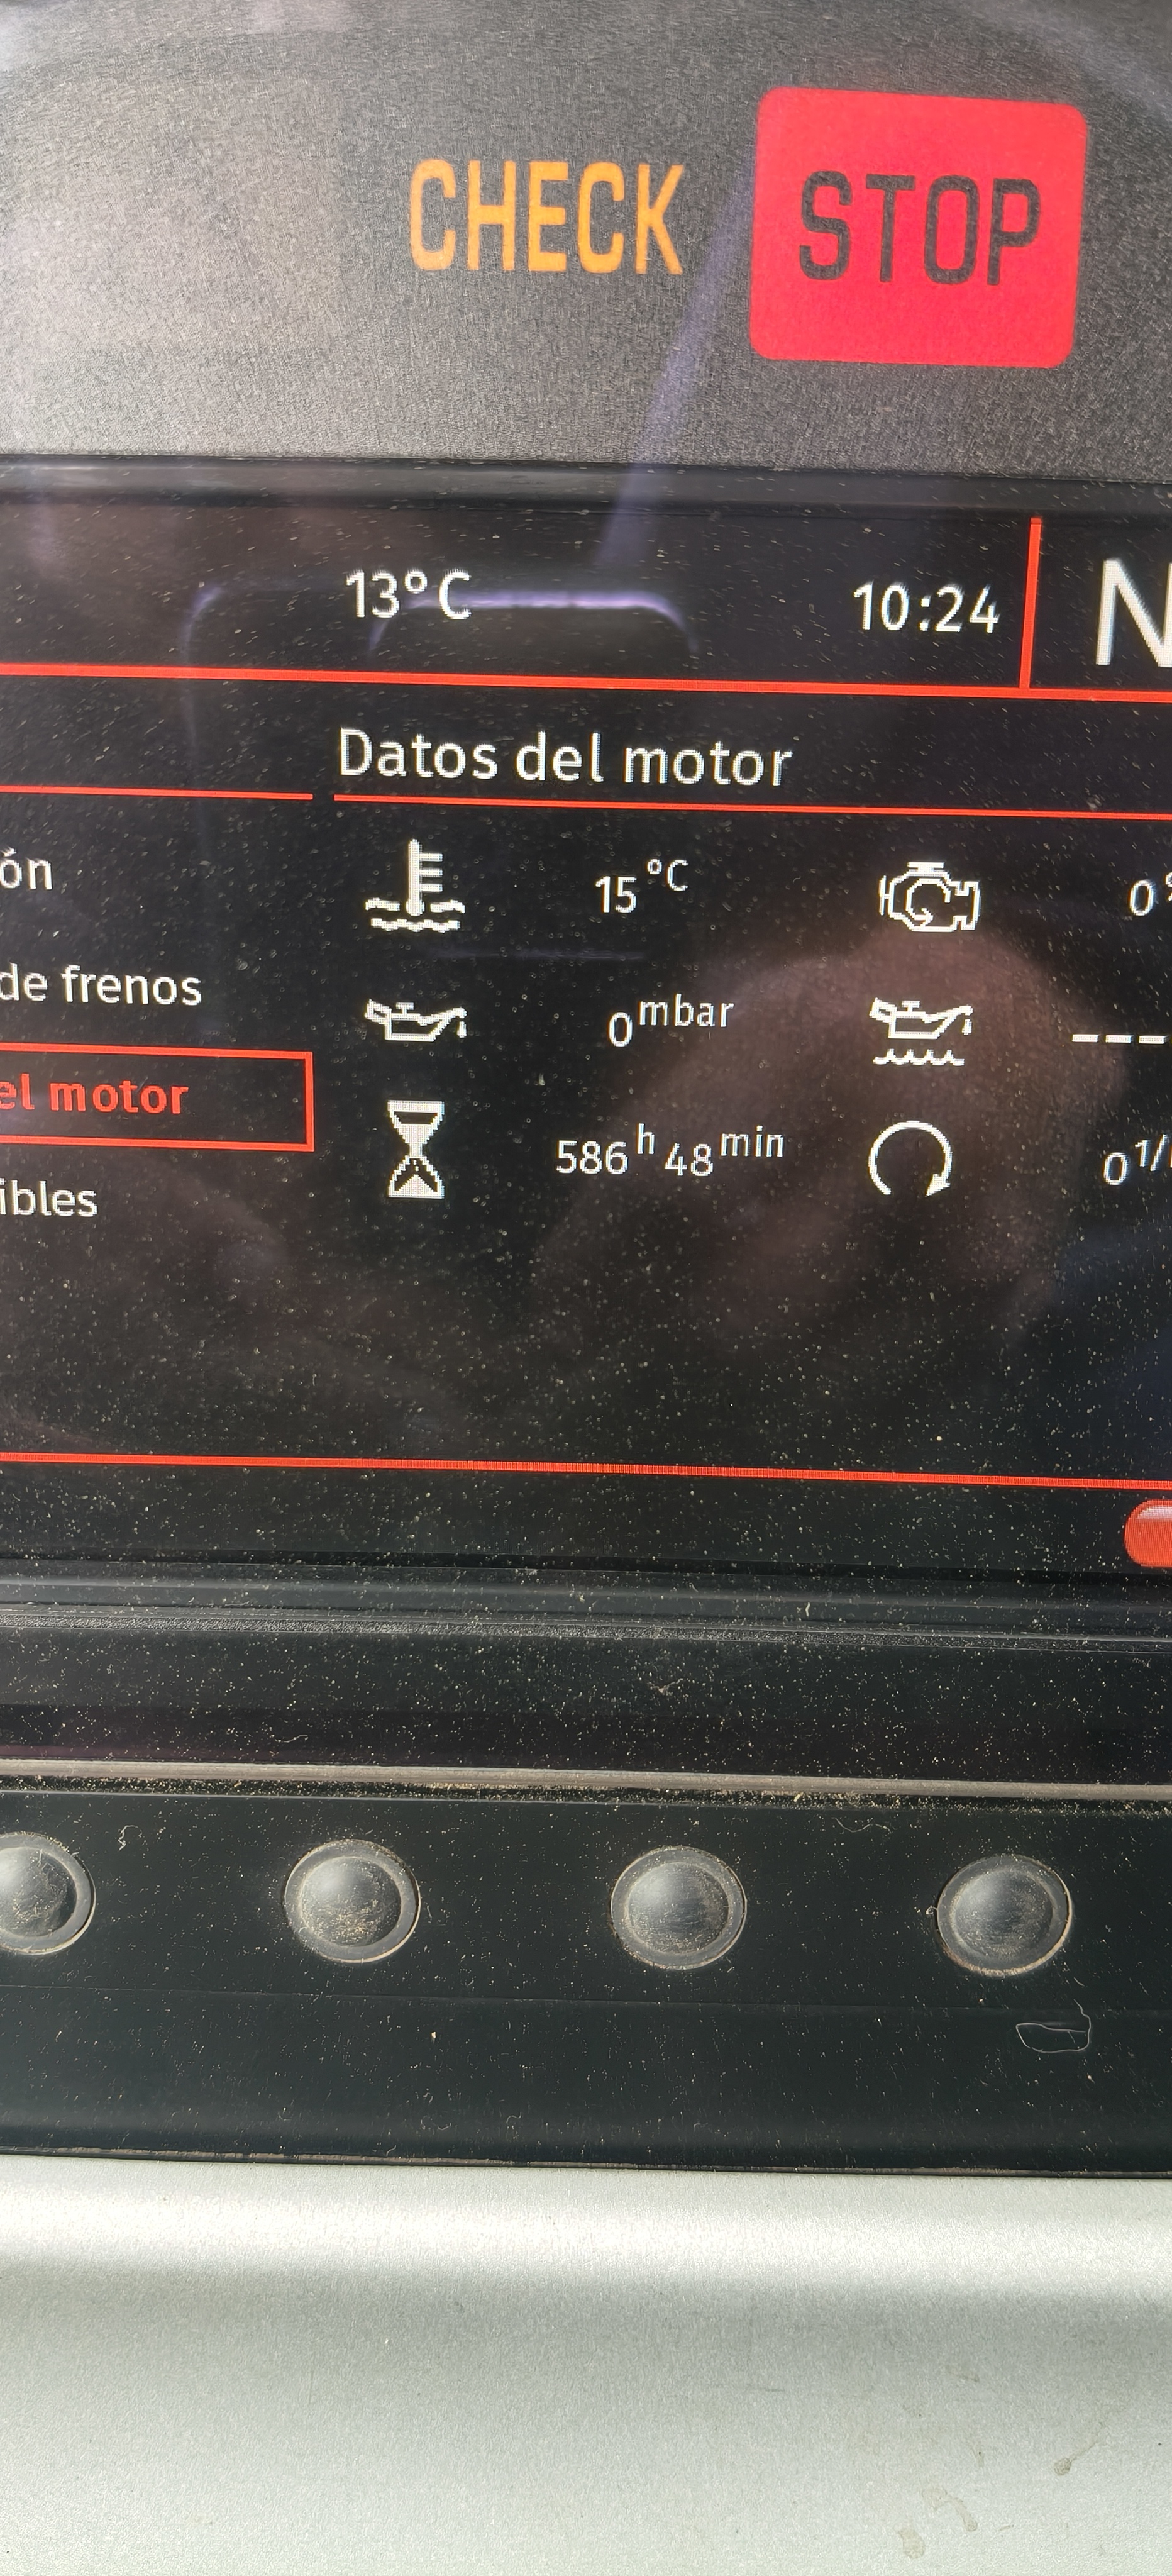 CHECK STOP
13°C 10:24 N
Datos del motor
ón 15 °C 0
de frenos 0 mbar ---
el motor 586 h 48 min 0 1/
ibles